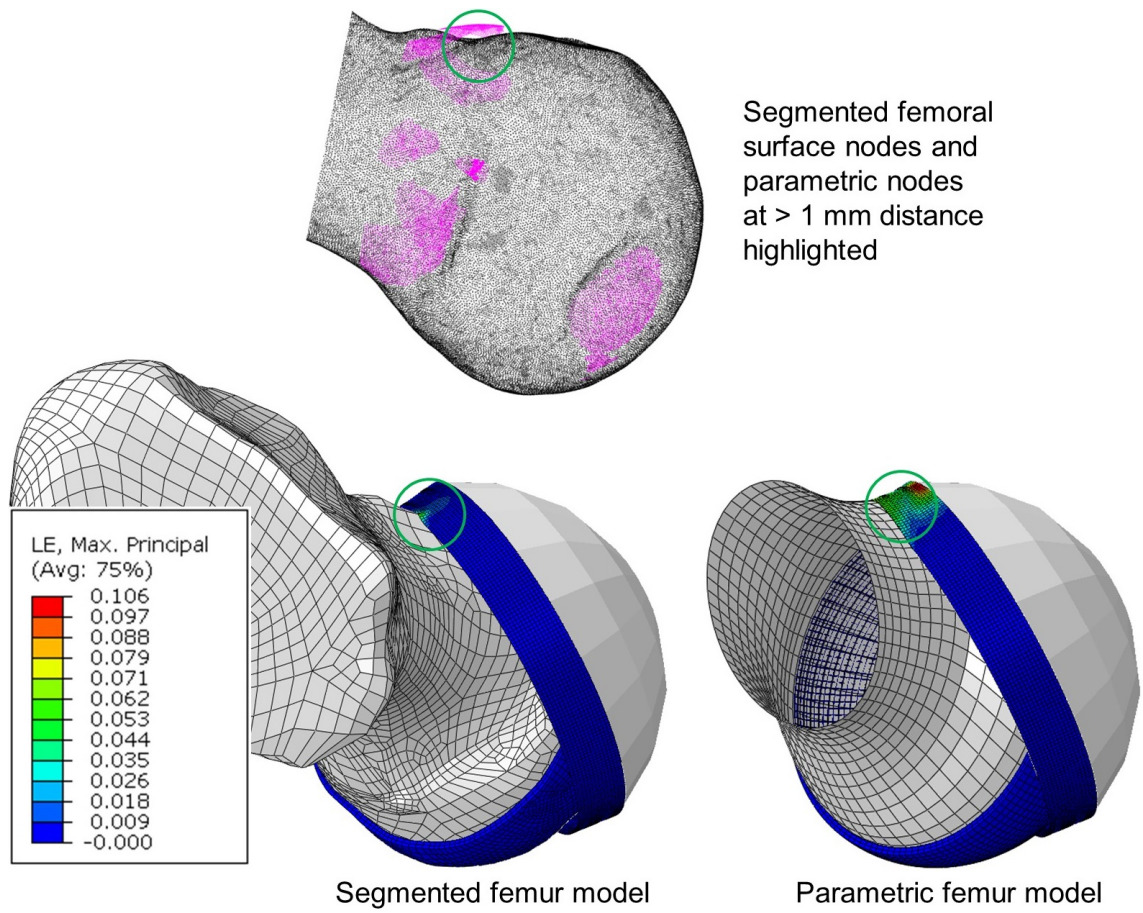 Segmented femoral
surface nodes and
parametric nodes
at > 1 mm distance
highlighted
LE, Max. Principal
(Avg: 75%)
0.106
0.097
0.088
0.079
0.071
0.062
0.053
0.044
0.035
0.026
0.018
0.009
-0.000
Segmented femur model
Parametric femur model